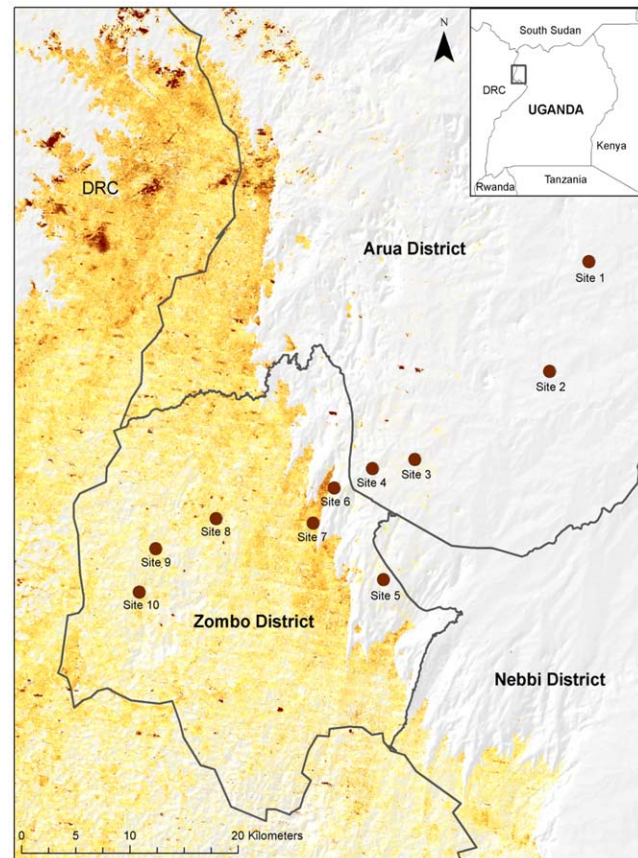 N
South Sudan
DRC
UGANDA
Kenya
Rwanda
Tanzania
DRC
Arua District
Site 1
Site 2
Site 3
Site 4
Site 6
Site 7
Site 8
Site 9
Site 5
Site 10
Zombo District
Nebbi District
0 5 10 20 Kilometers